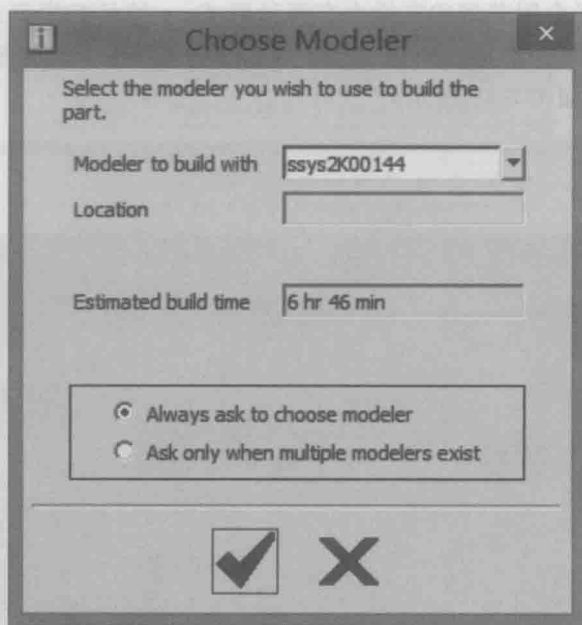 Choose Modeler
Select the modeler you wish to use to build the
part.
Modeler to build with ssys2K00144
Location
Estimated build time 6 hr 46 min
Always ask to choose modeler
Ask only when multiple modelers exist